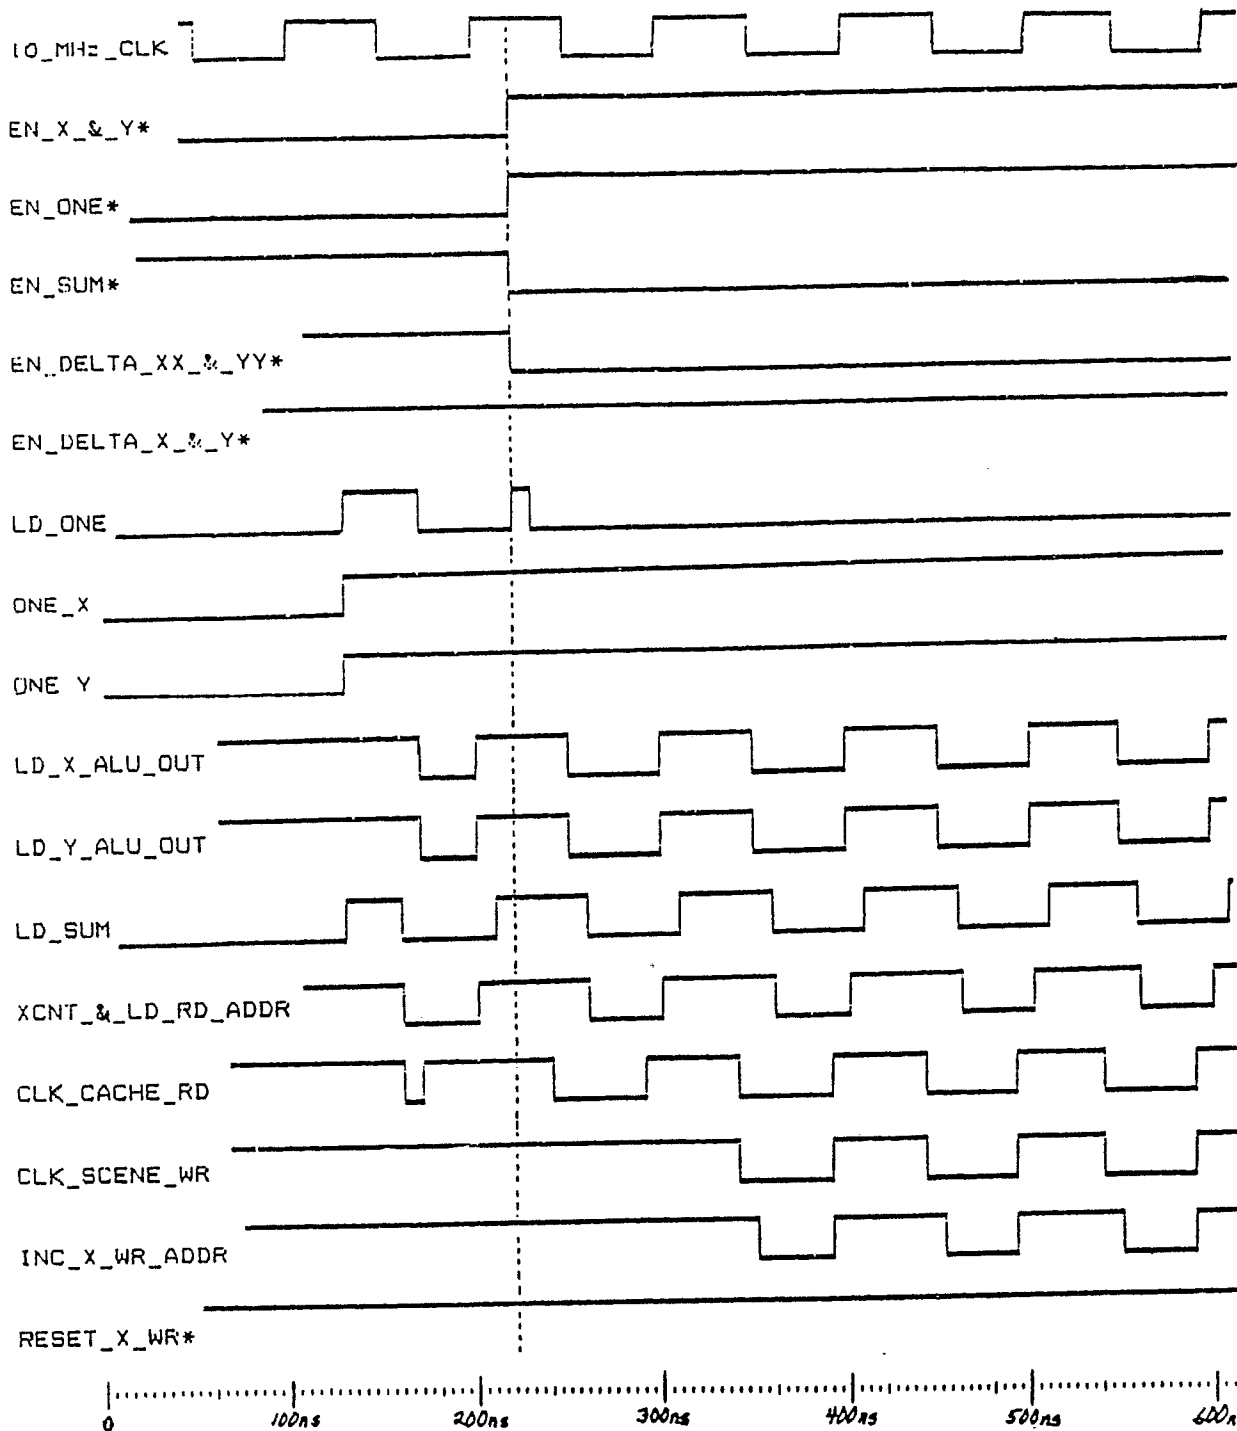 10_MHz_CLK
EN_X_&_Y*
EN_ONE*
EN_SUM*
EN_DELTA_XX_&_YY*
EN_DELTA_X_&_Y*
LD_ONE
ONE_X
ONE Y
LD_X_ALU_OUT
LD_Y_ALU_OUT
LD_SUM
XCNT_&_LD_RD_ADDR
CLK_CACHE_RD
CLK_SCENE_WR
INC_X_WR_ADDR
RESET_X_WR*
0 100ns 200ns 300ns 400ns 500ns 600n